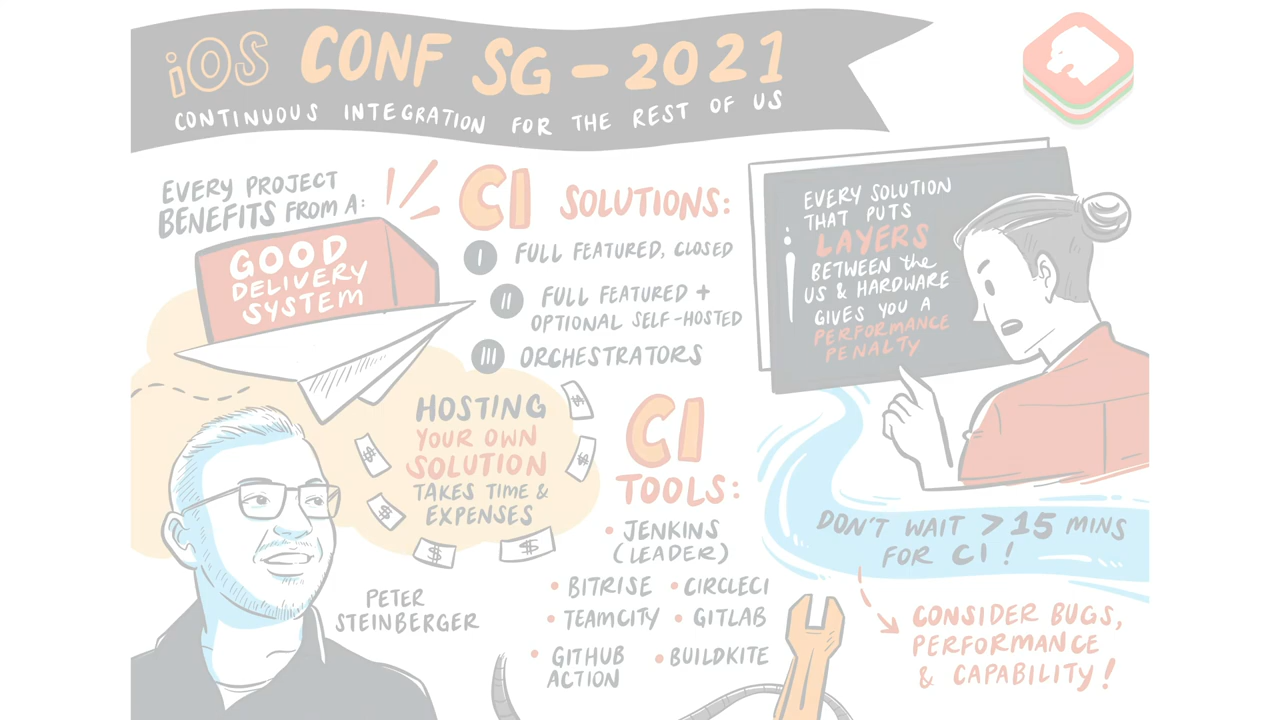 iOS CONF SG - 2021
CONTINUOUS INTEGRATION FOR THE REST OF US
EVERY PROJECT
BENEFITS FROM A:
GOOD
DELIVERY
SYSTEM
CI SOLUTIONS:
I FULL FEATURED, CLOSED
II FULL FEATURED +
OPTIONAL SELF-HOSTED
III ORCHESTRATORS
EVERY SOLUTION
THAT PUTS
LAYERS
BETWEEN the
US & HARDWARE
GIVES YOU A
PERFORMANCE
PENALTY
HOSTING
YOUR OWN
SOLUTION
TAKES TIME &
EXPENSES
$
$
$
$
$
$
CI
TOOLS:
• JENKINS
(LEADER)
• BITRISE • CIRCLECI
• TEAMCITY • GITLAB
• GITHUB • BUILDKITE
ACTION
PETER
STEINBERGER
DON'T WAIT > 15 MINS
FOR CI!
CONSIDER BUGS,
PERFORMANCE
& CAPABILITY!